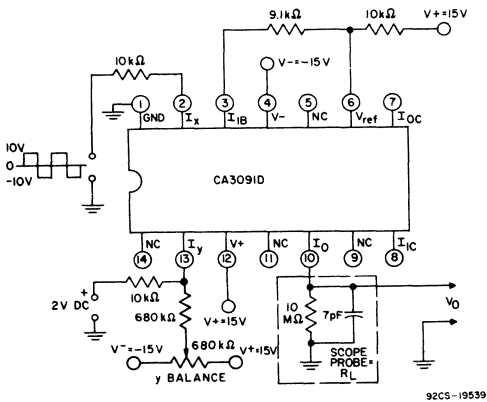 9.1kΩ 10kΩ V+=15V
10kΩ V-=-15V
1 2 3 4 5 6 7
GND Ix I1B V- NC Vref IOC
10V
0
-10V
CA3091D
NC Iy V+ NC IO NC I1C
14 13 12 11 10 9 8
+
2V DC
10kΩ
680kΩ
V+=15V
V-=-15V 680kΩ V+=15V
y BALANCE
10 MΩ
7pF
SCOPE
PROBE=
RL
VO
92CS-19539